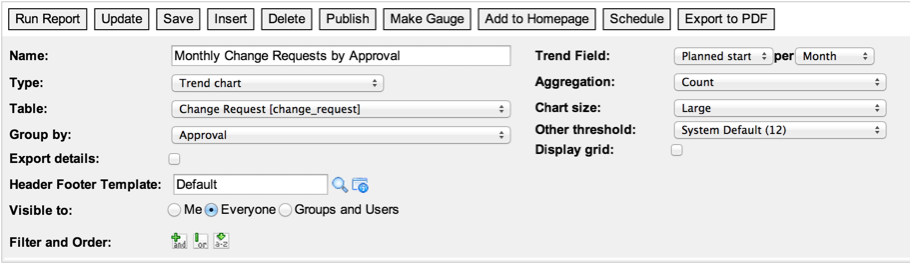 Run Report Update Save Insert Delete Publish Make Gauge Add to Homepage Schedule Export to PDF
Name: Monthly Change Requests by Approval
Trend Field: Planned start per Month
Type: Trend chart
Aggregation: Count
Table: Change Request [change_request]
Chart size: Large
Group by: Approval
Other threshold: System Default (12)
Export details:
Display grid:
Header Footer Template: Default
Visible to: Me Everyone Groups and Users
Filter and Order: and or a-z